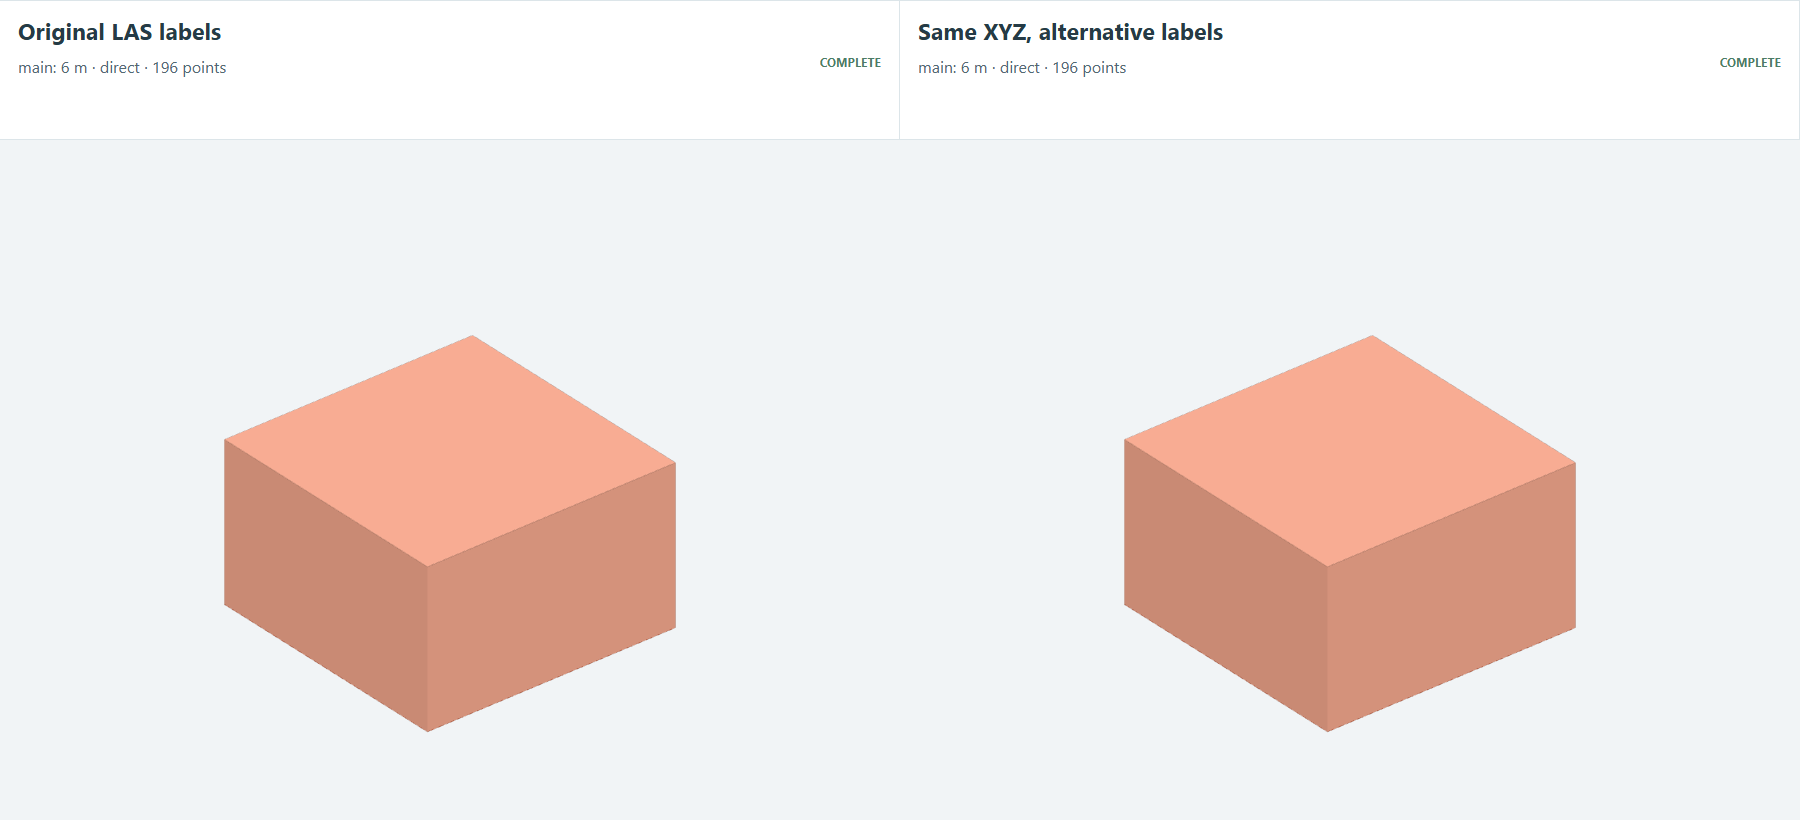 Original LAS labels
main: 6 m · direct · 196 points
COMPLETE
Same XYZ, alternative labels
main: 6 m · direct · 196 points
COMPLETE